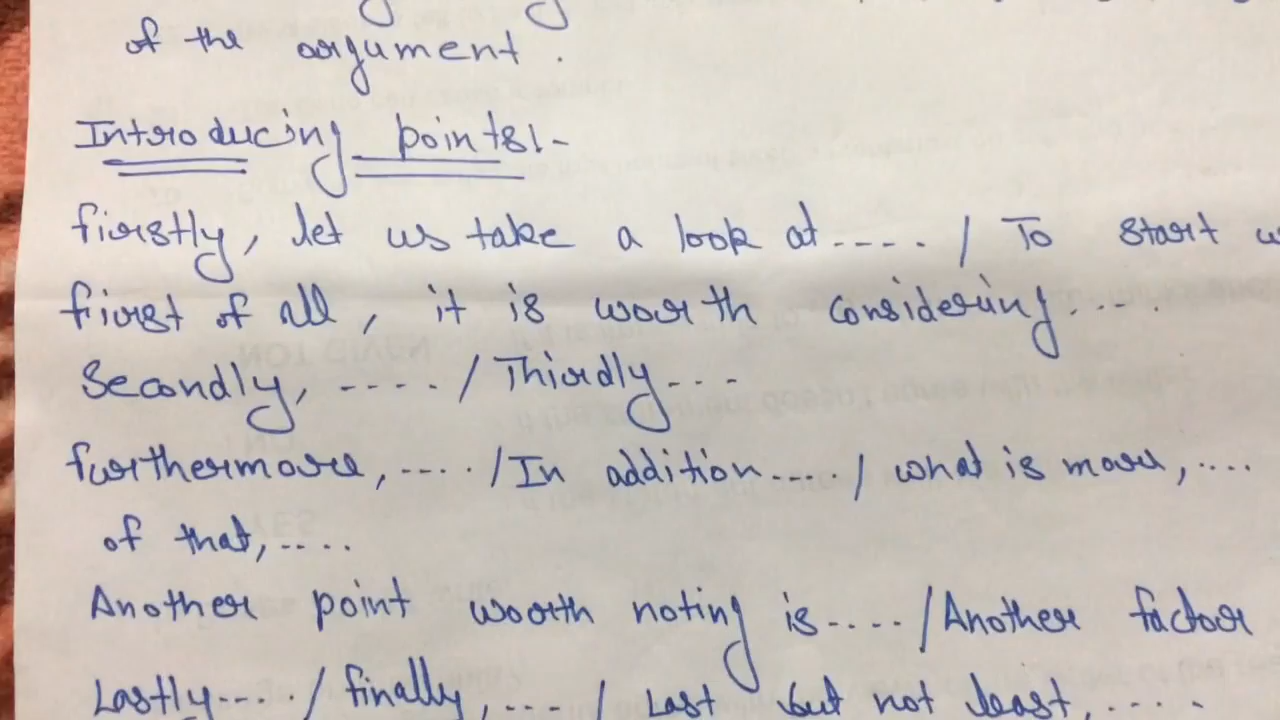 of the argument.
Introducing points:-
firstly, let us take a look at..... / To start
first of all, it is worth considering.....
Secondly, ..... / Thirdly...
furthermore, ..... / In addition.... / what is more, ....
of that, .....
Another point worth noting is ..... / Another factor
Lastly... / finally, .... / Last but not least, .....